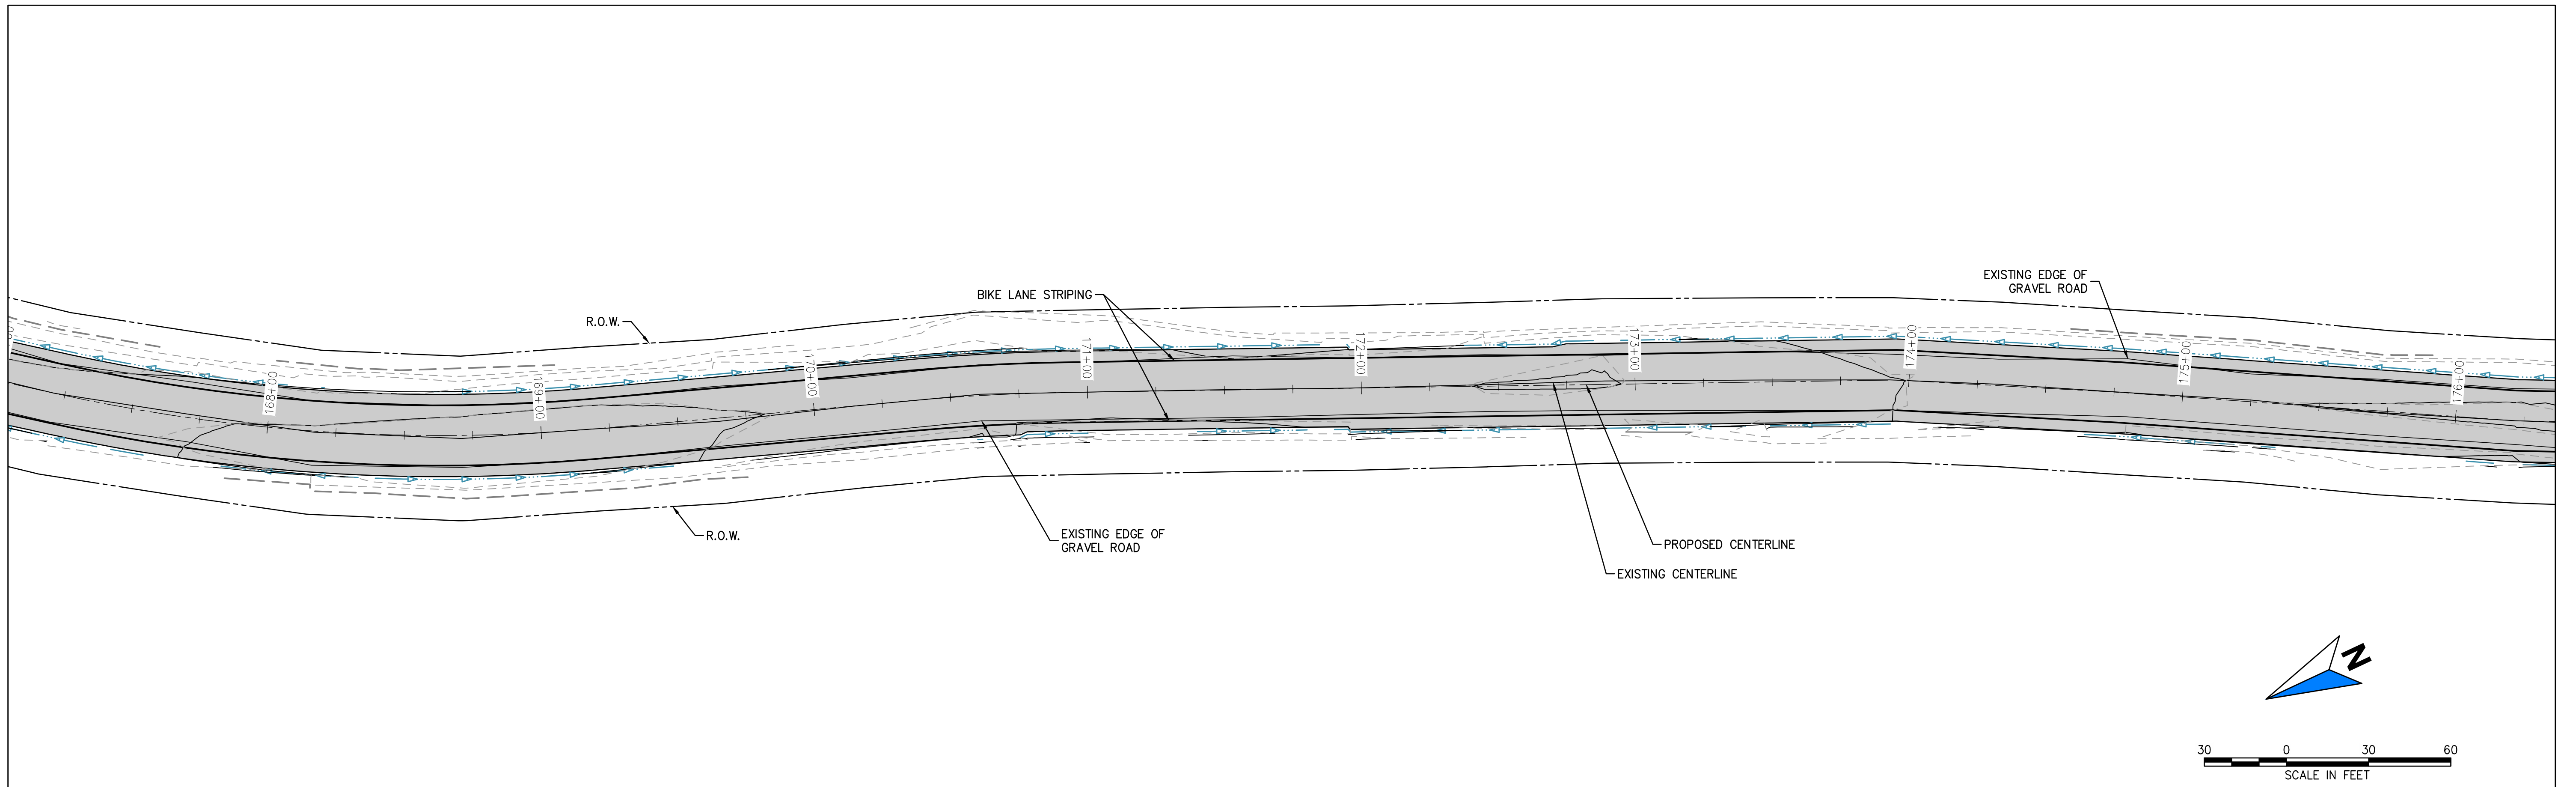 EXISTING EDGE OF
GRAVEL ROAD
BIKE LANE STRIPING
R.O.W.
168+00
169+00
170+00
171+00
172+00
173+00
174+00
175+00
176+00
R.O.W.
EXISTING EDGE OF
GRAVEL ROAD
PROPOSED CENTERLINE
EXISTING CENTERLINE
N
30 0 30 60
SCALE IN FEET